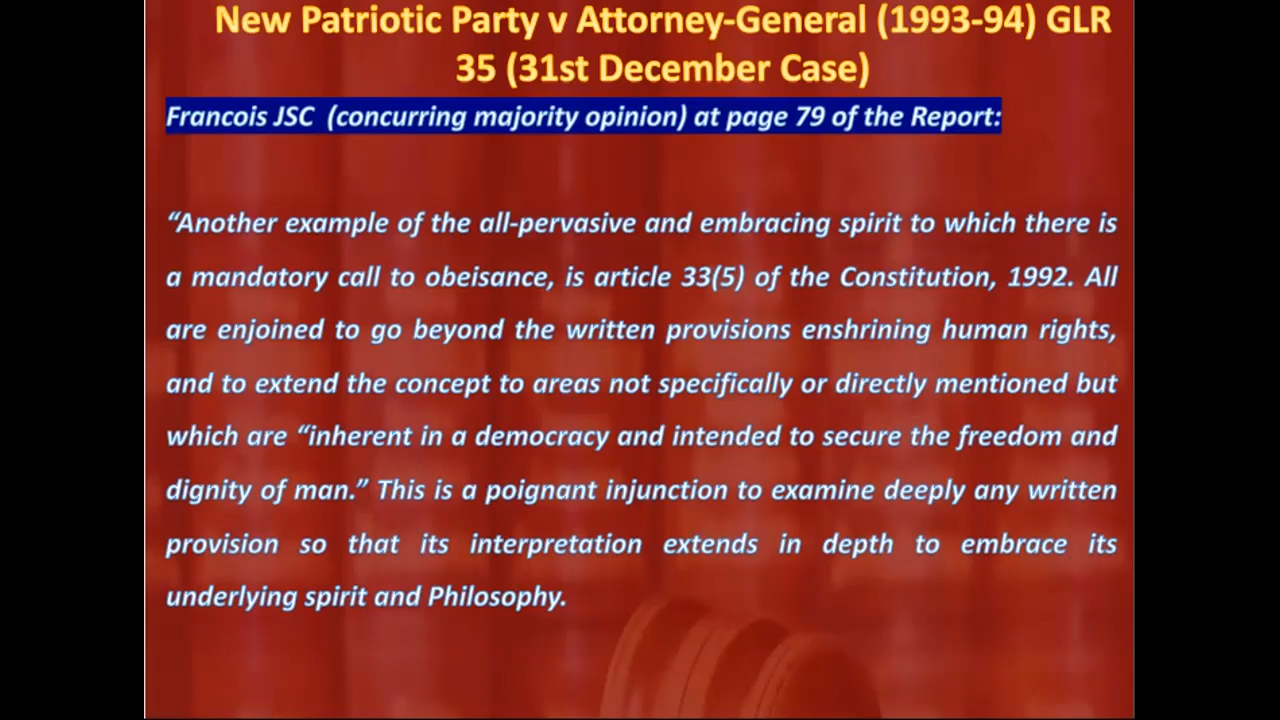 New Patriotic Party v Attorney-General (1993-94) GLR
35 (31st December Case)
Francois JSC (concurring majority opinion) at page 79 of the Report:
“Another example of the all-pervasive and embracing spirit to which there is
a mandatory call to obeisance, is article 33(5) of the Constitution, 1992. All
are enjoined to go beyond the written provisions enshrining human rights,
and to extend the concept to areas not specifically or directly mentioned but
which are “inherent in a democracy and intended to secure the freedom and
dignity of man.” This is a poignant injunction to examine deeply any written
provision so that its interpretation extends in depth to embrace its
underlying spirit and Philosophy.